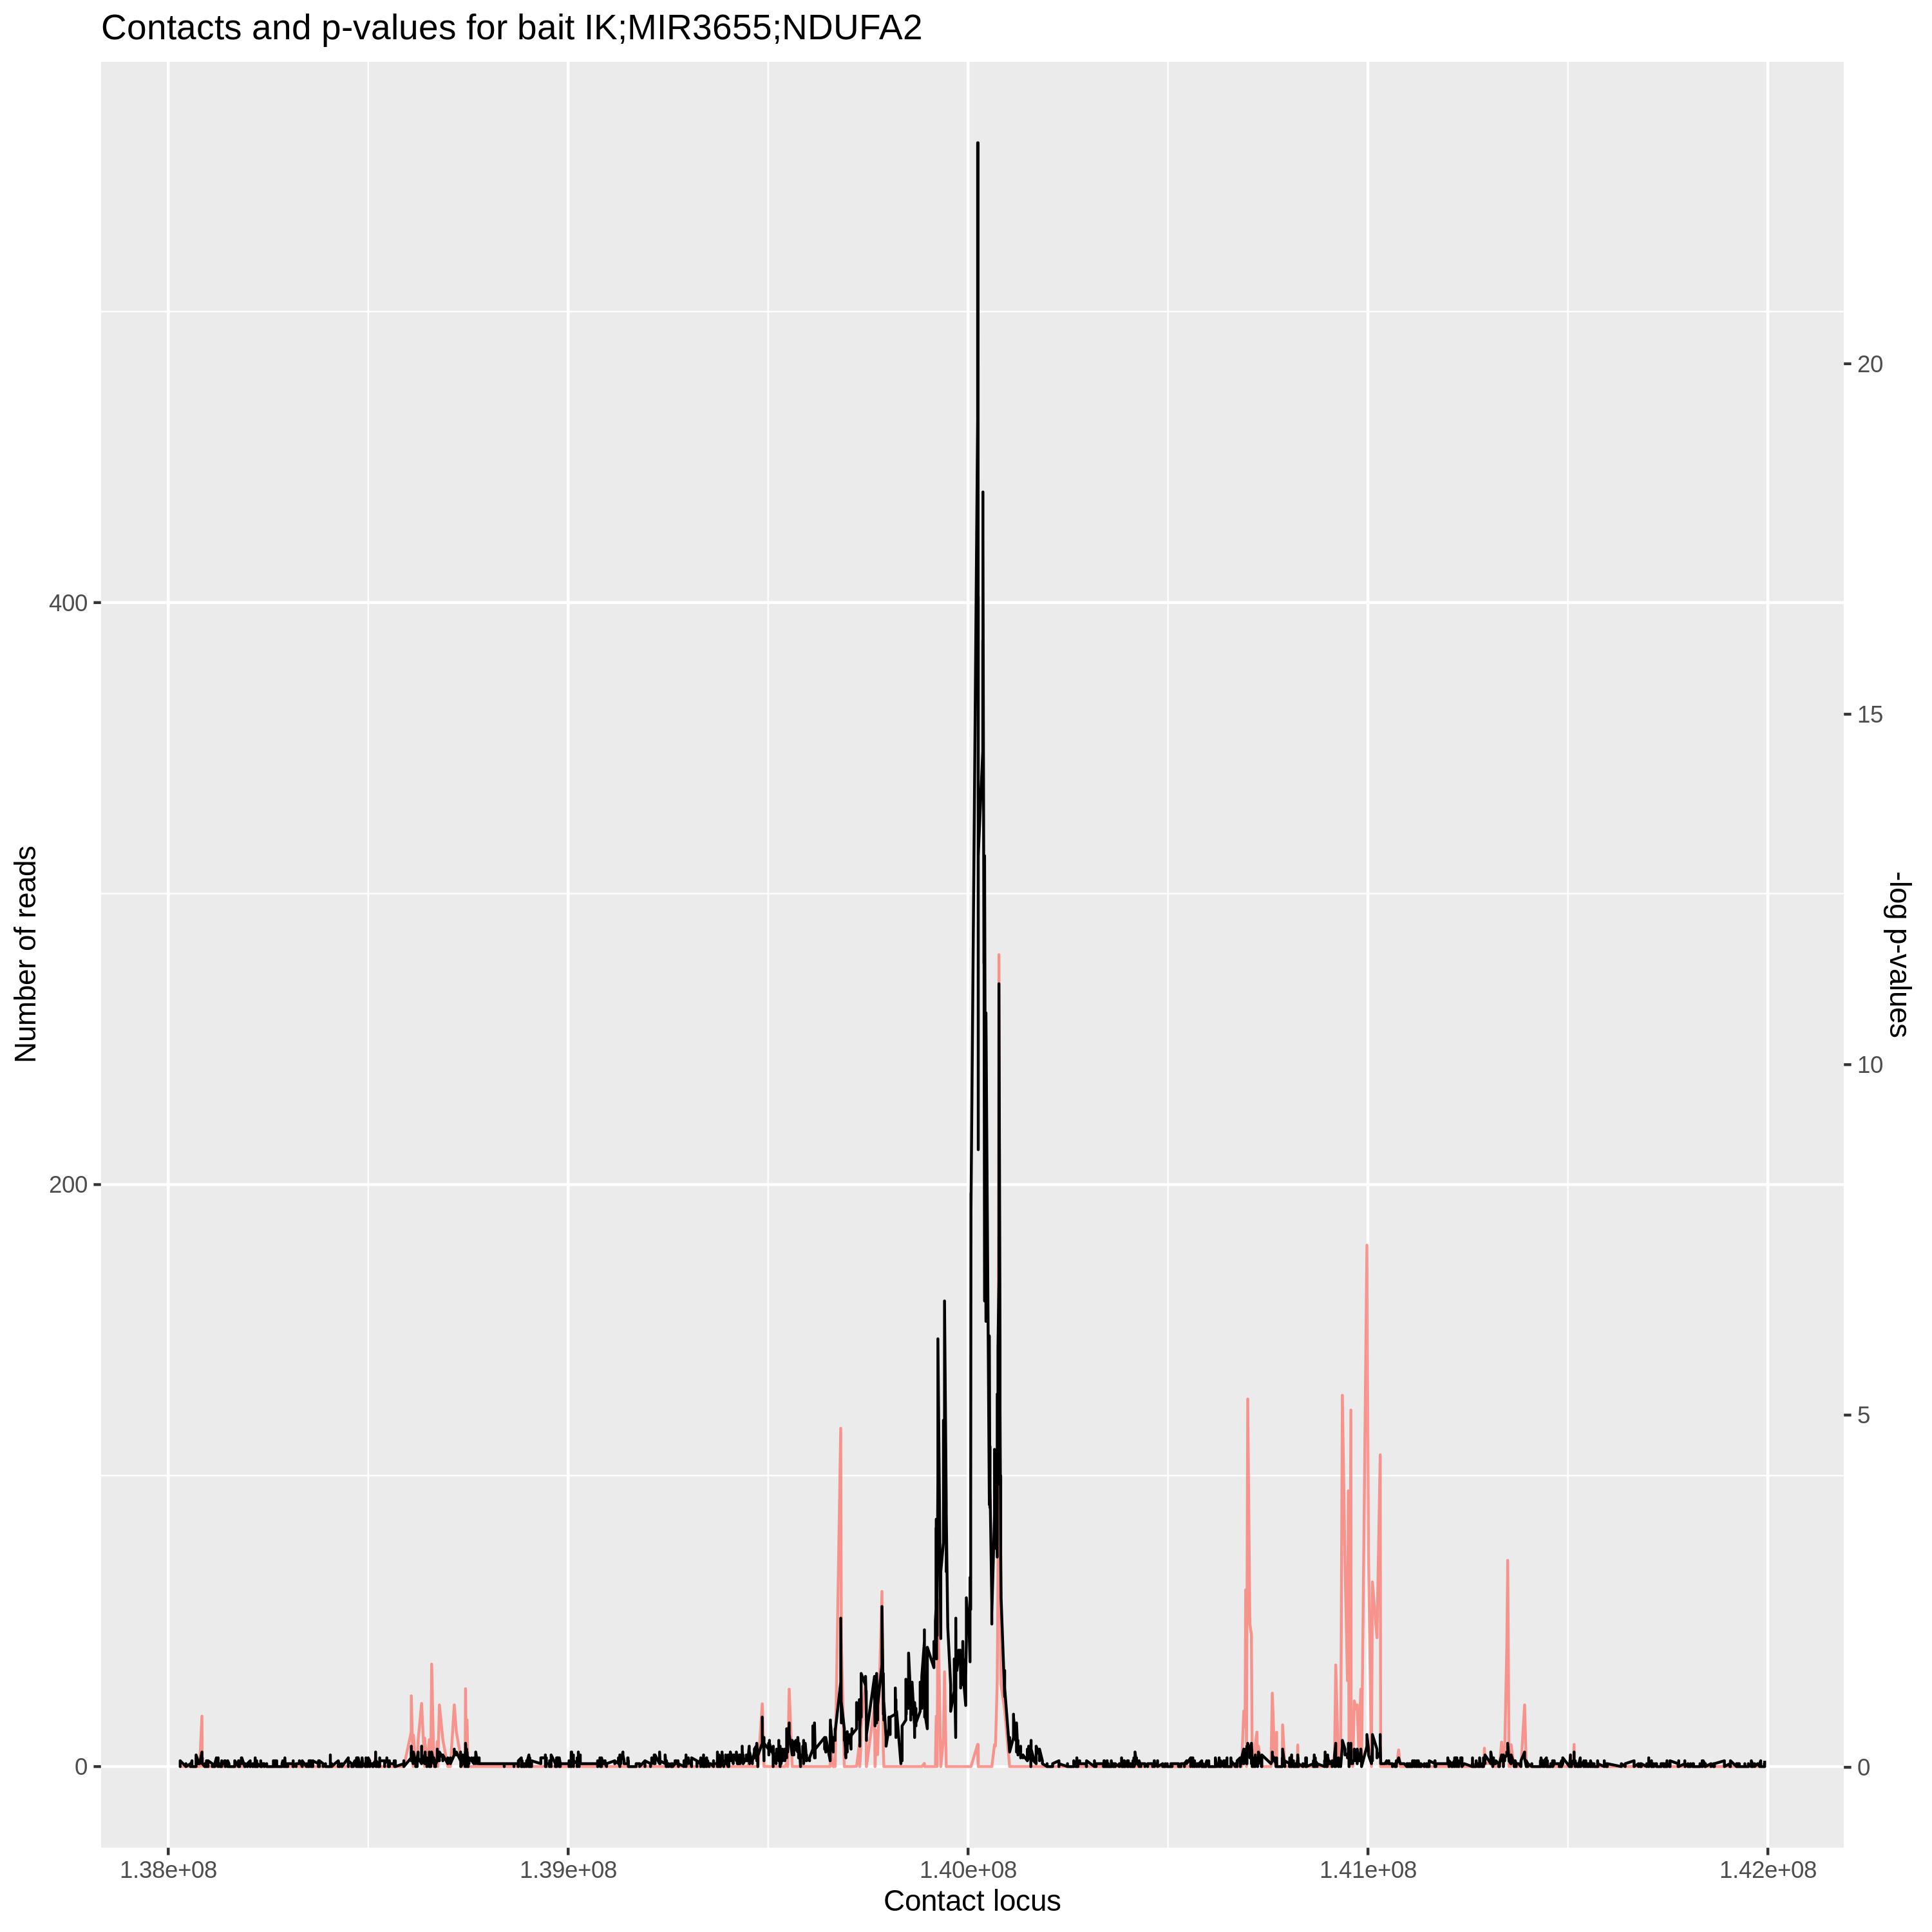 Contacts and p-values for bait IK;MIR3655;NDUFA2
Number of reads
400
200
0
20
15
10
5
0
-log p-values
1.38e+08
1.39e+08
1.40e+08
1.41e+08
1.42e+08
Contact locus